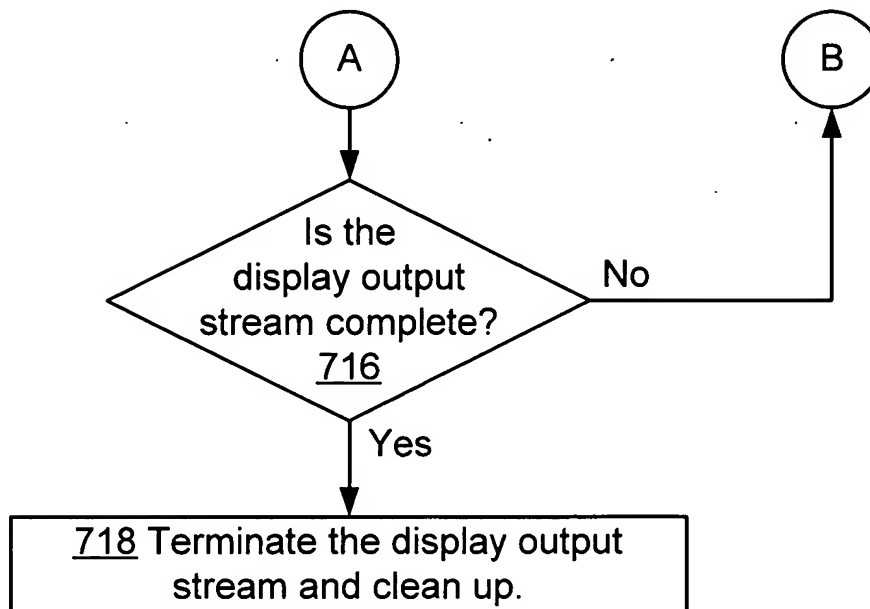 A
B
Is the
display output
stream complete?
716
No
Yes
718 Terminate the display output
stream and clean up.